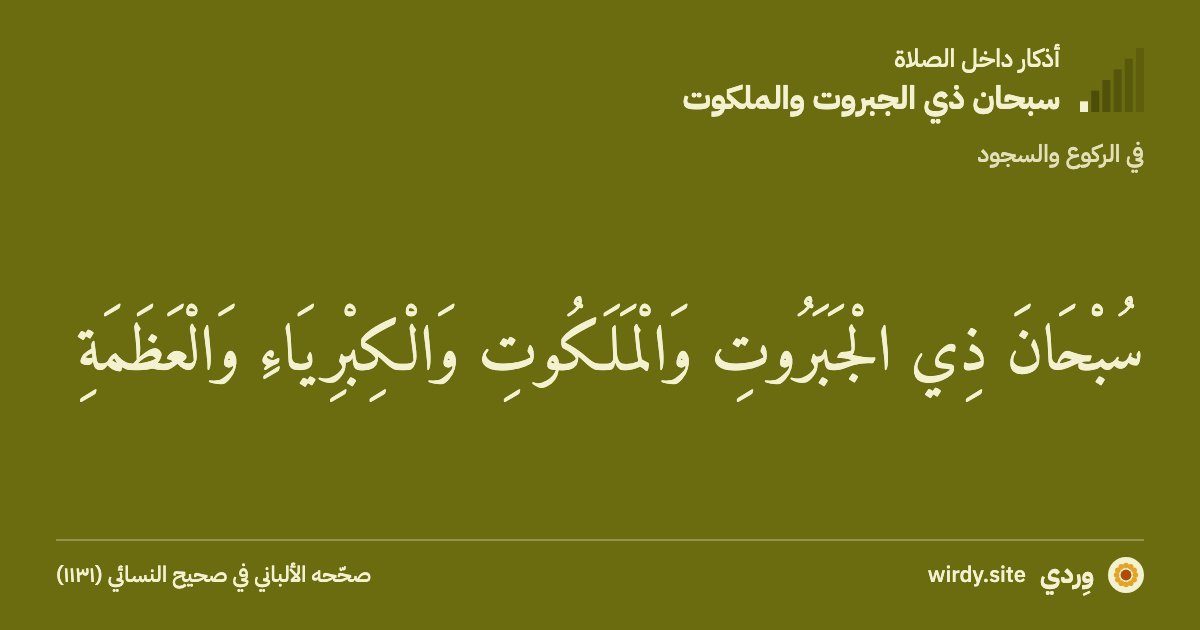 أذكار داخل الصلاة
سبحان ذي الجبروت والملكوت
في الركوع والسجود
سُبْحَانَ ذِي الْجَبَرُوتِ وَالْمَلَكُوتِ وَالْكِبْرِيَاءِ وَالْعَظَمَةِ
وِردي wirdy.site
صحّحه الألباني في صحيح النسائي (١١٣١)